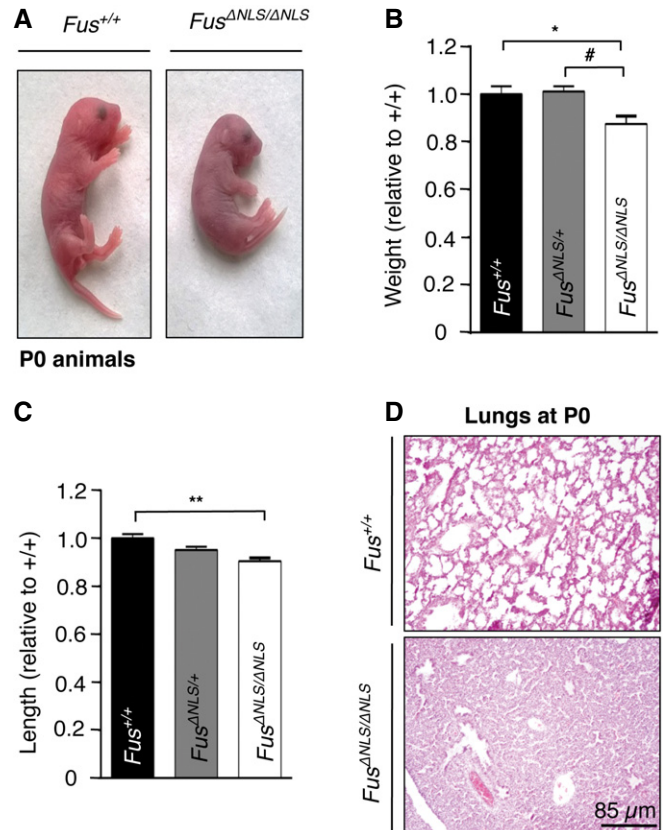 A
Fus+/+
FusΔNLS/ΔNLS
P0 animals
B
Weight (relative to +/+)
1.2
1.0
0.8
0.6
0.4
0.2
0
*
#
Fus+/+
FusΔNLS/+
FusΔNLS/ΔNLS
C
Length (relative to +/+)
1.2
1.0
0.8
0.6
0.4
0.2
0
**
Fus+/+
FusΔNLS/+
FusΔNLS/ΔNLS
D
Lungs at P0
Fus+/+
FusΔNLS/ΔNLS
85 µm